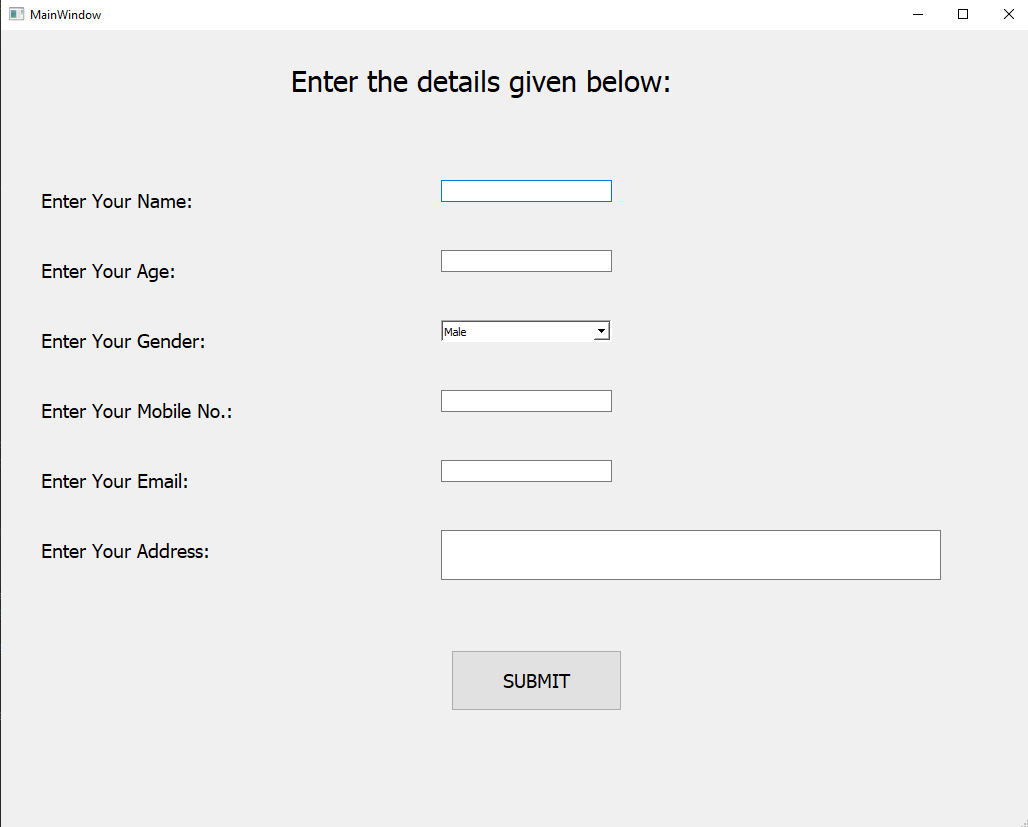 MainWindow
Enter the details given below:
Enter Your Name:
Enter Your Age:
Enter Your Gender:
Male
Enter Your Mobile No.:
Enter Your Email:
Enter Your Address:
SUBMIT